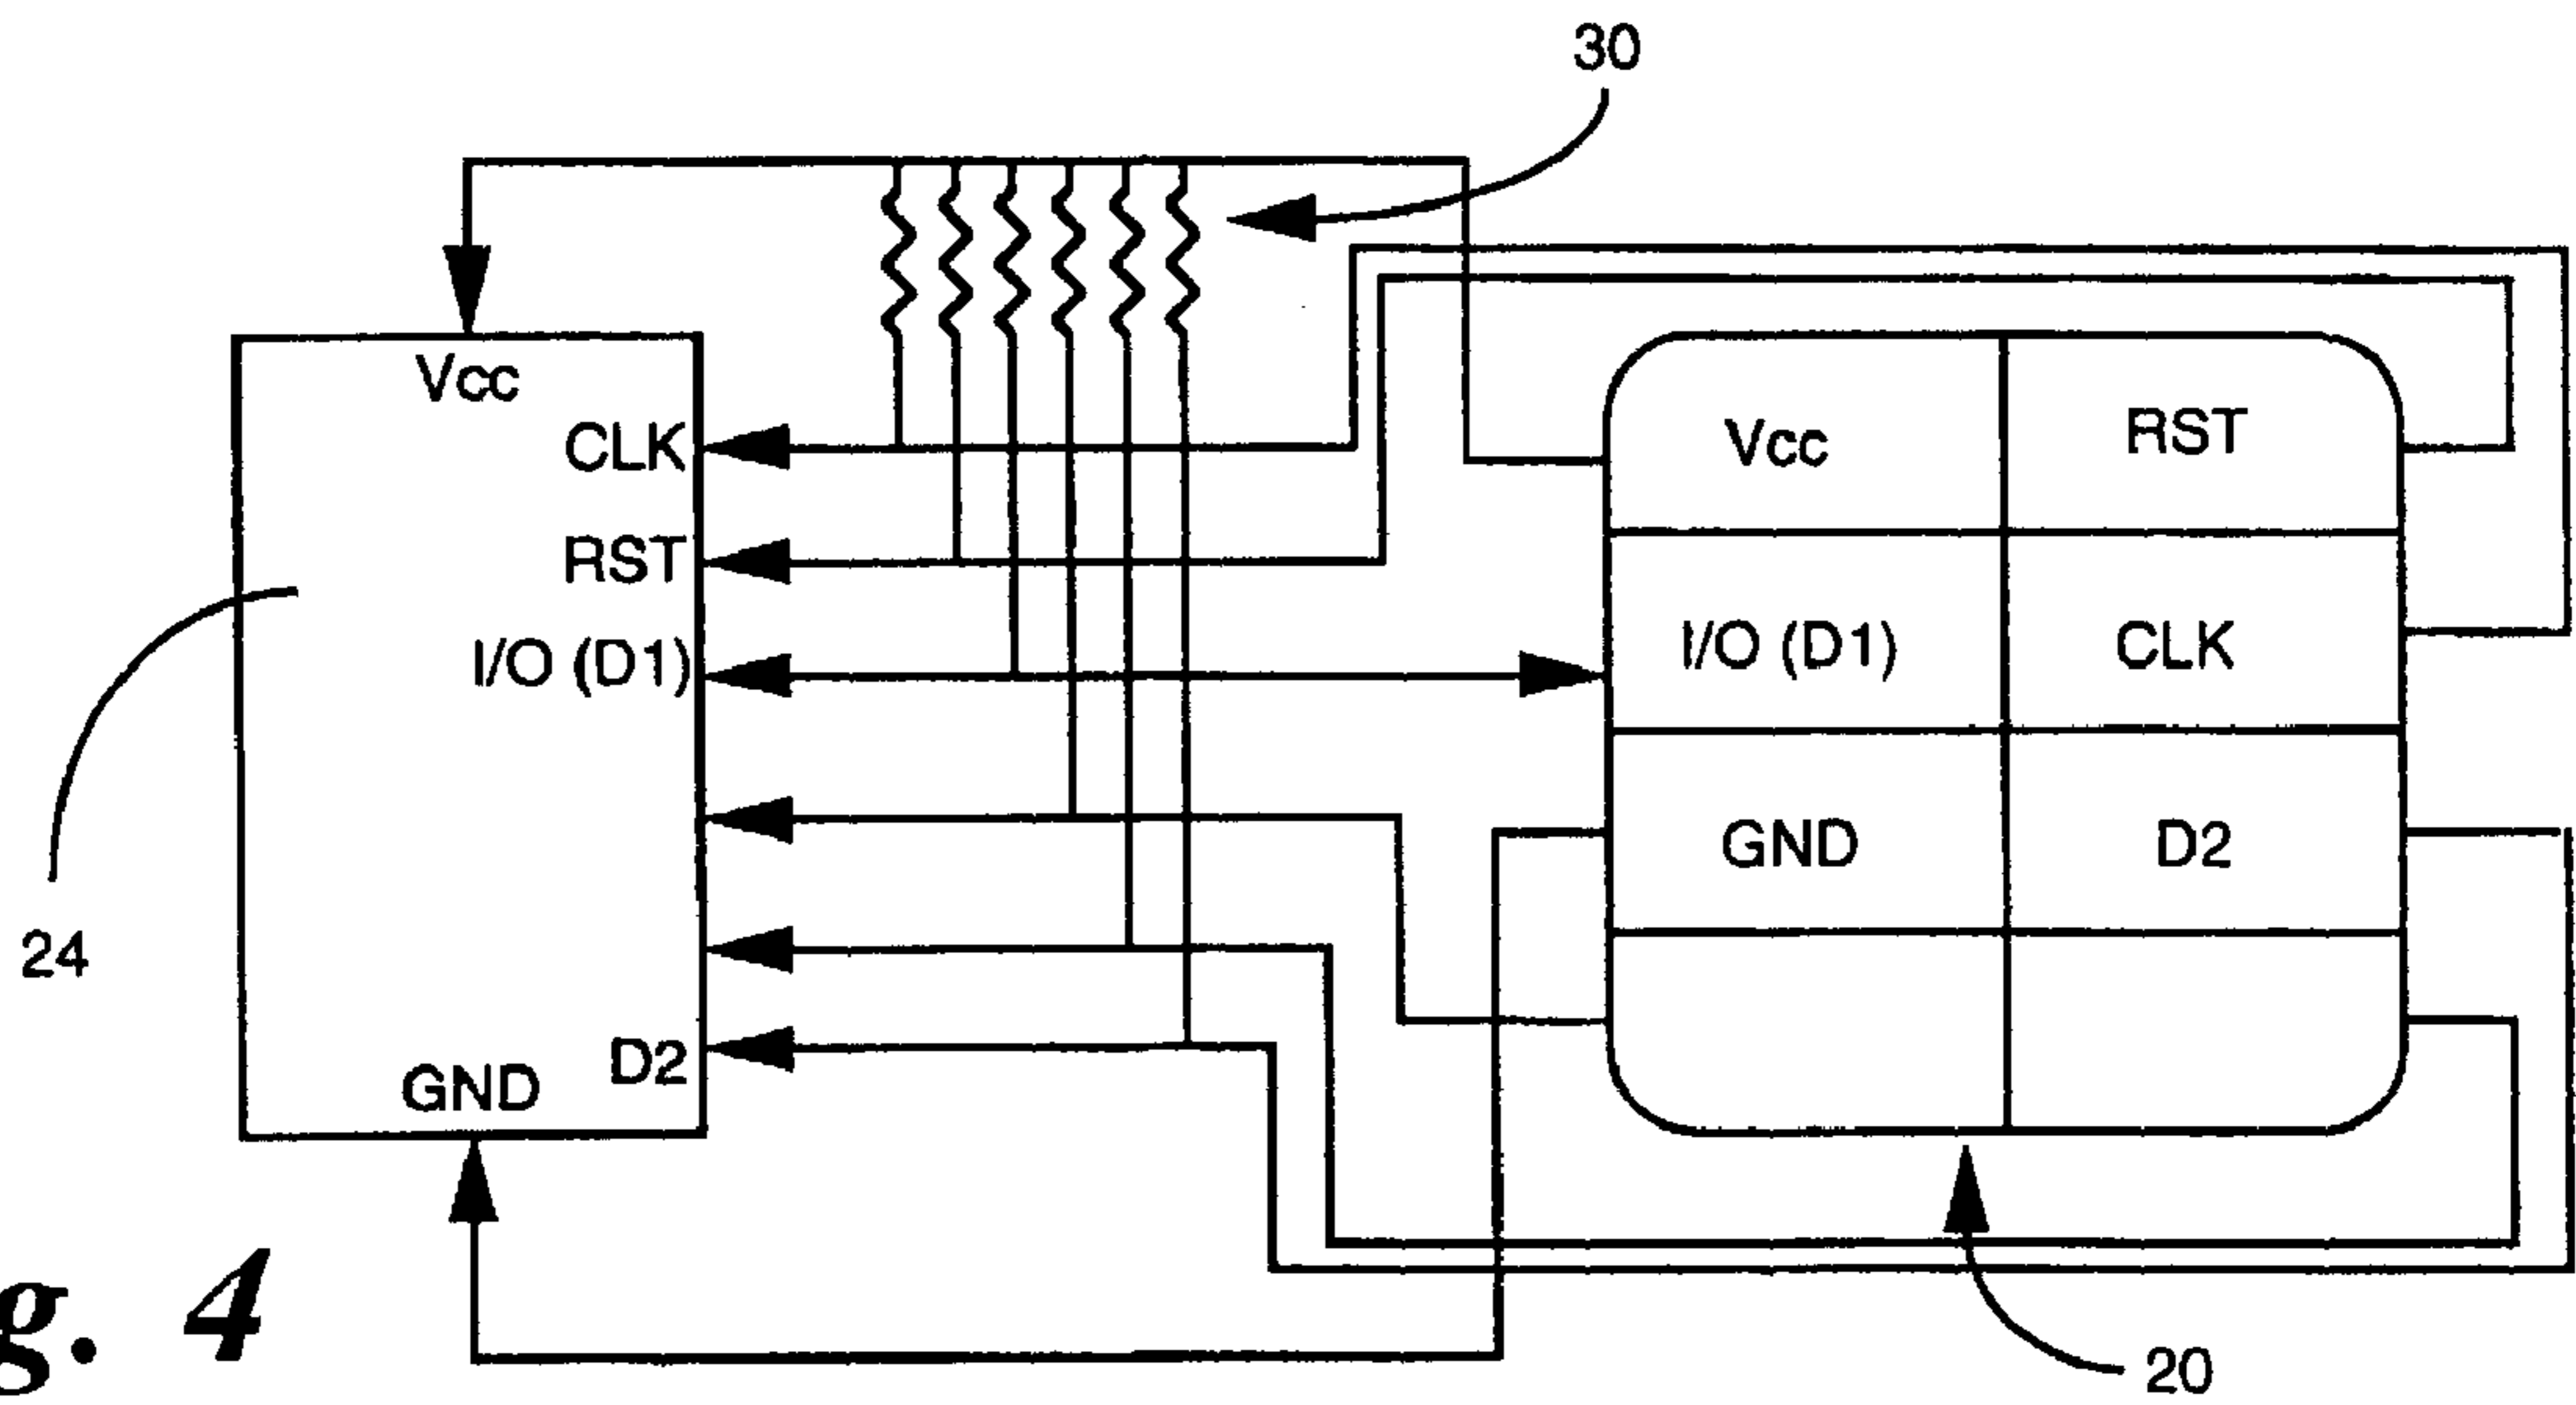 30
Vcc
CLK
RST
I/O (D1)
D2
GND
24
Vcc
RST
I/O (D1)
CLK
GND
D2
20
g. 4